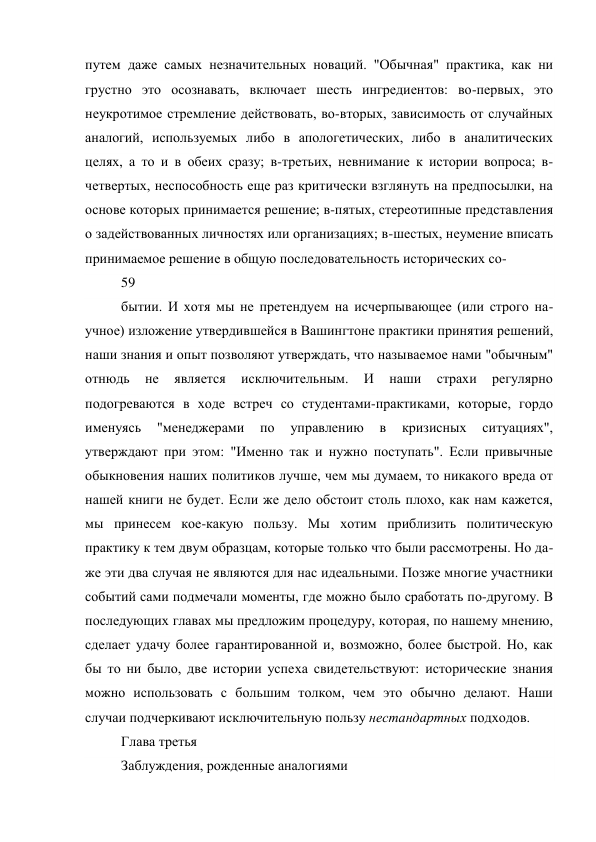 путем даже самых незначительных новаций. "Обычная" практика, как ни
грустно это осознавать, включает шесть ингредиентов: во-первых, это
неукротимое стремление действовать, во-вторых, зависимость от случайных
аналогий, используемых либо в апологетических, либо в аналитических
целях, а то и в обеих сразу; в-третьих, невнимание к истории вопроса; в-
четвертых, неспособность еще раз критически взглянуть на предпосылки, на
основе которых принимается решение; в-пятых, стереотипные представления
о задействованных личностях или организациях; в-шестых, неумение вписать
принимаемое решение в общую последовательность исторических со-
59
бытии. И хотя мы не претендуем на исчерпывающее (или строго на-
учное) изложение утвердившейся в Вашингтоне практики принятия решений,
наши знания и опыт позволяют утверждать, что называемое нами "обычным"
отнюдь не является исключительным. И наши страхи регулярно
подогреваются в ходе встреч со студентами-практиками, которые, гордо
именуясь "менеджерами по управлению в кризисных ситуациях",
утверждают при этом: "Именно так и нужно поступать". Если привычные
обыкновения наших политиков лучше, чем мы думаем, то никакого вреда от
нашей книги не будет. Если же дело обстоит столь плохо, как нам кажется,
мы принесем кое-какую пользу. Мы хотим приблизить политическую
практику к тем двум образцам, которые только что были рассмотрены. Но да-
же эти два случая не являются для нас идеальными. Позже многие участники
событий сами подмечали моменты, где можно было сработать по-другому. В
последующих главах мы предложим процедуру, которая, по нашему мнению,
сделает удачу более гарантированной и, возможно, более быстрой. Но, как
бы то ни было, две истории успеха свидетельствуют: исторические знания
можно использовать с большим толком, чем это обычно делают. Наши
случаи подчеркивают исключительную пользу нестандартных подходов.
Глава третья
Заблуждения, рожденные аналогиями